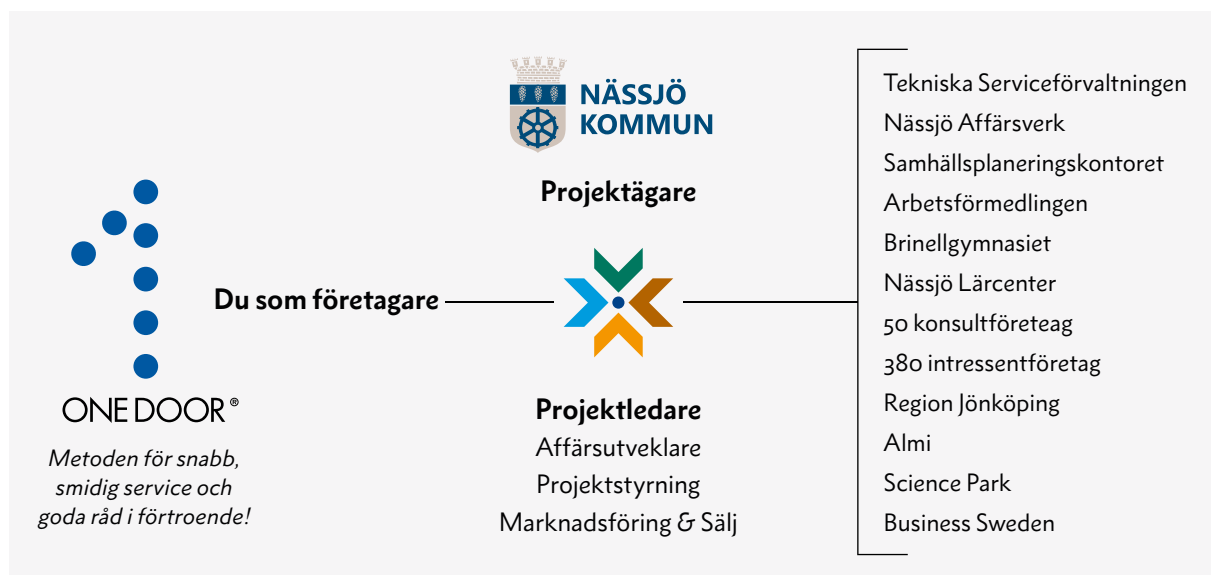 ONE DOOR®
Metoden för snabb,
smidig service och
goda råd i förtroende!
Du som företagare
NÄSSJÖ
KOMMUN
Projektägare
Projektledare
Affärsutveklare
Projektstyrning
Marknadsföring & Sälj
Tekniska Serviceförvaltningen
Nässjö Affärsverk
Samhällsplaneringskontoret
Arbetsförmedlingen
Brinellgymnasiet
Nässjö Lärcenter
50 konsultföreteag
380 intressentföretag
Region Jönköping
Almi
Science Park
Business Sweden